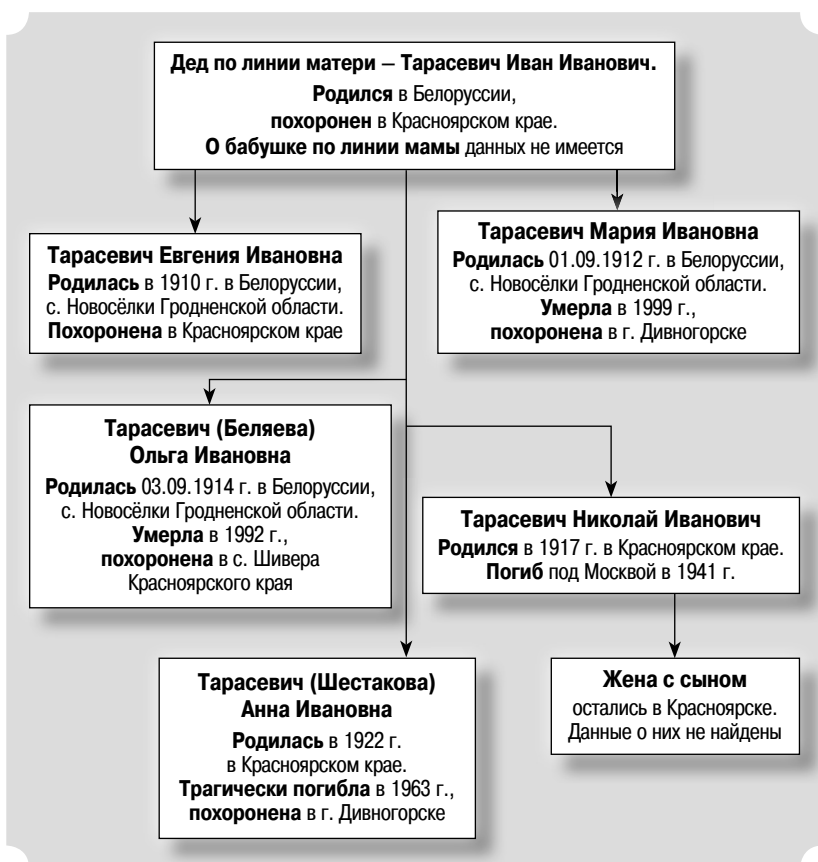 Дед по линии матери – Тарасевич Иван Иванович.
Родился в Белоруссии,
похоронен в Красноярском крае.
О бабушке по линии мамы данных не имеется
Тарасевич Евгения Ивановна
Родилась в 1910 г. в Белоруссии,
с. Новосёлки Гродненской области.
Похоронена в Красноярском крае
Тарасевич Мария Ивановна
Родилась 01.09.1912 г. в Белоруссии,
с. Новосёлки Гродненской области.
Умерла в 1999 г.,
похоронена в г. Дивногорске
Тарасевич (Беляева)
Ольга Ивановна
Родилась 03.09.1914 г. в Белоруссии,
с. Новосёлки Гродненской области.
Умерла в 1992 г.,
похоронена в с. Шивера
Красноярского края
Тарасевич Николай Иванович
Родился в 1917 г. в Красноярском крае.
Погиб под Москвой в 1941 г.
Тарасевич (Шестакова)
Анна Ивановна
Родилась в 1922 г.
в Красноярском крае.
Трагически погибла в 1963 г.,
похоронена в г. Дивногорске
Жена с сыном
остались в Красноярске.
Данные о них не найдены